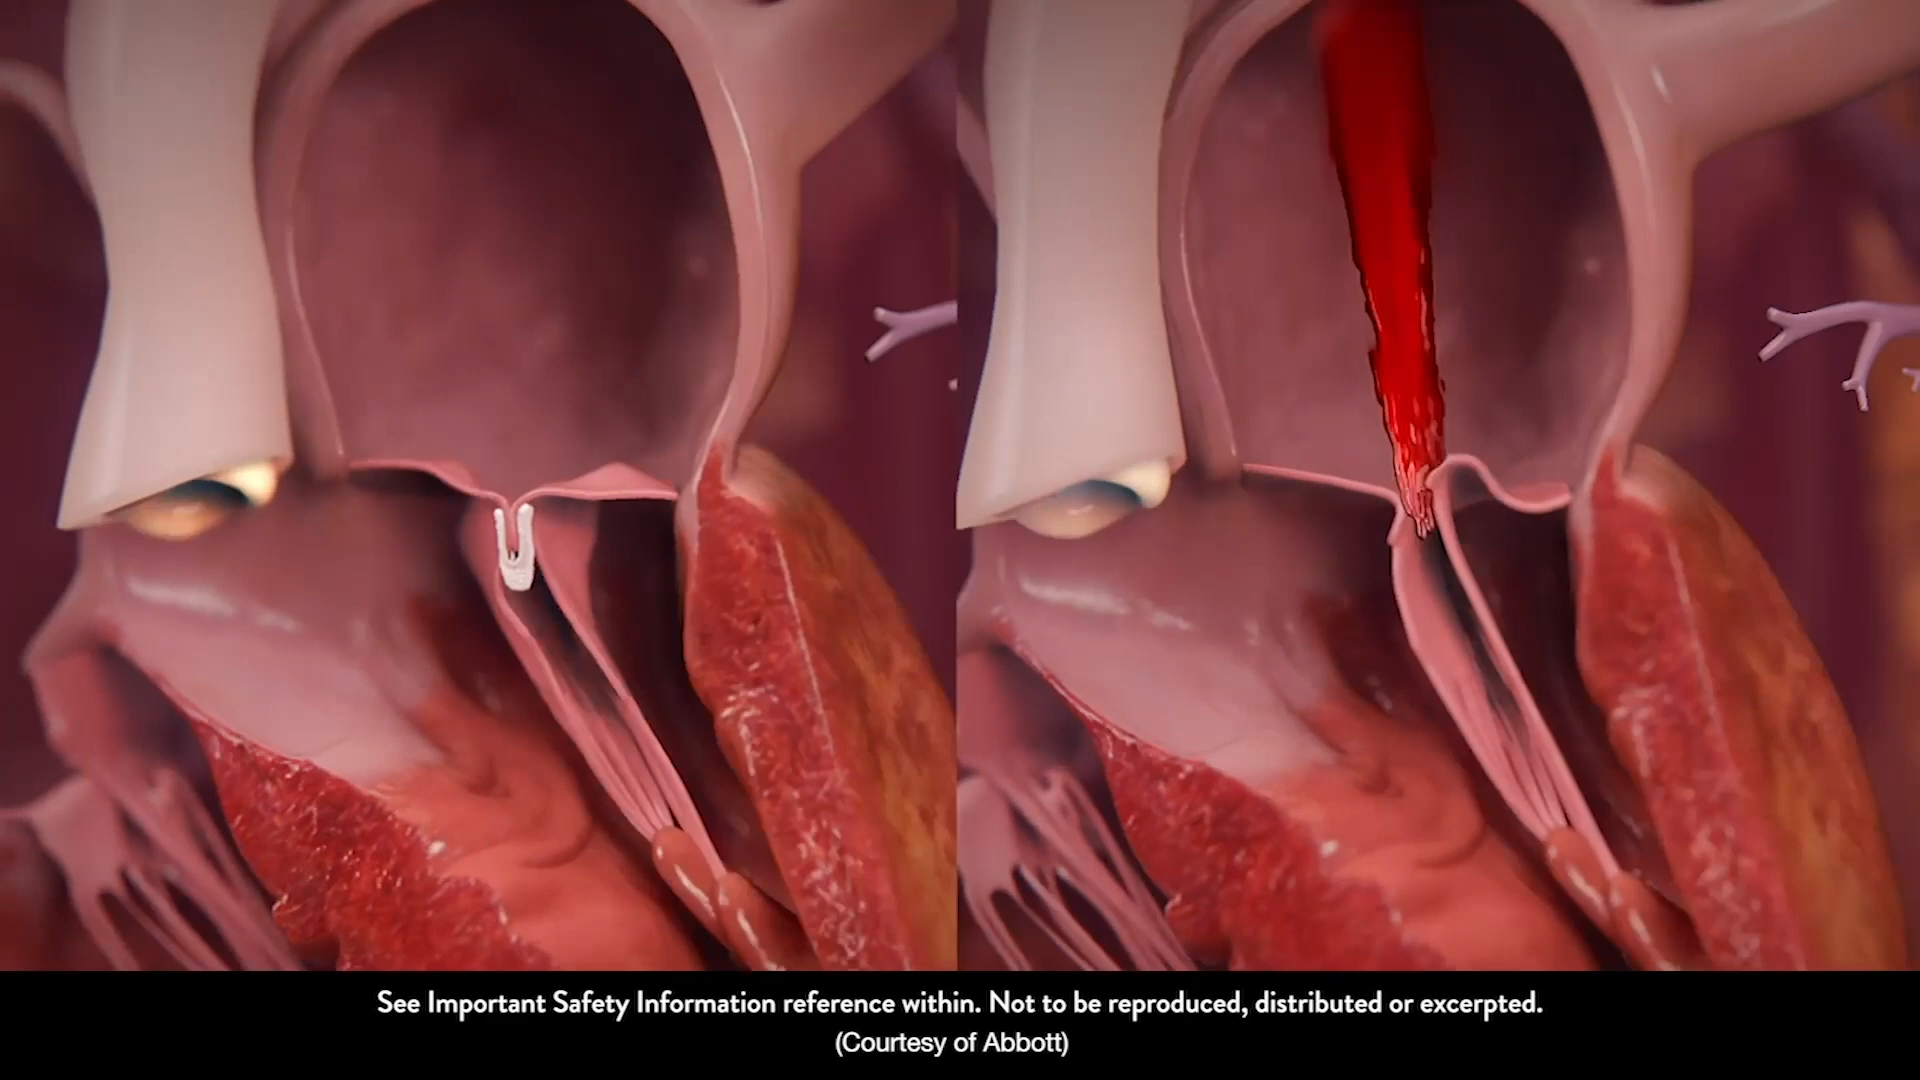 See Important Safety Information reference within. Not to be reproduced, distributed or excerpted.
(Courtesy of Abbott)